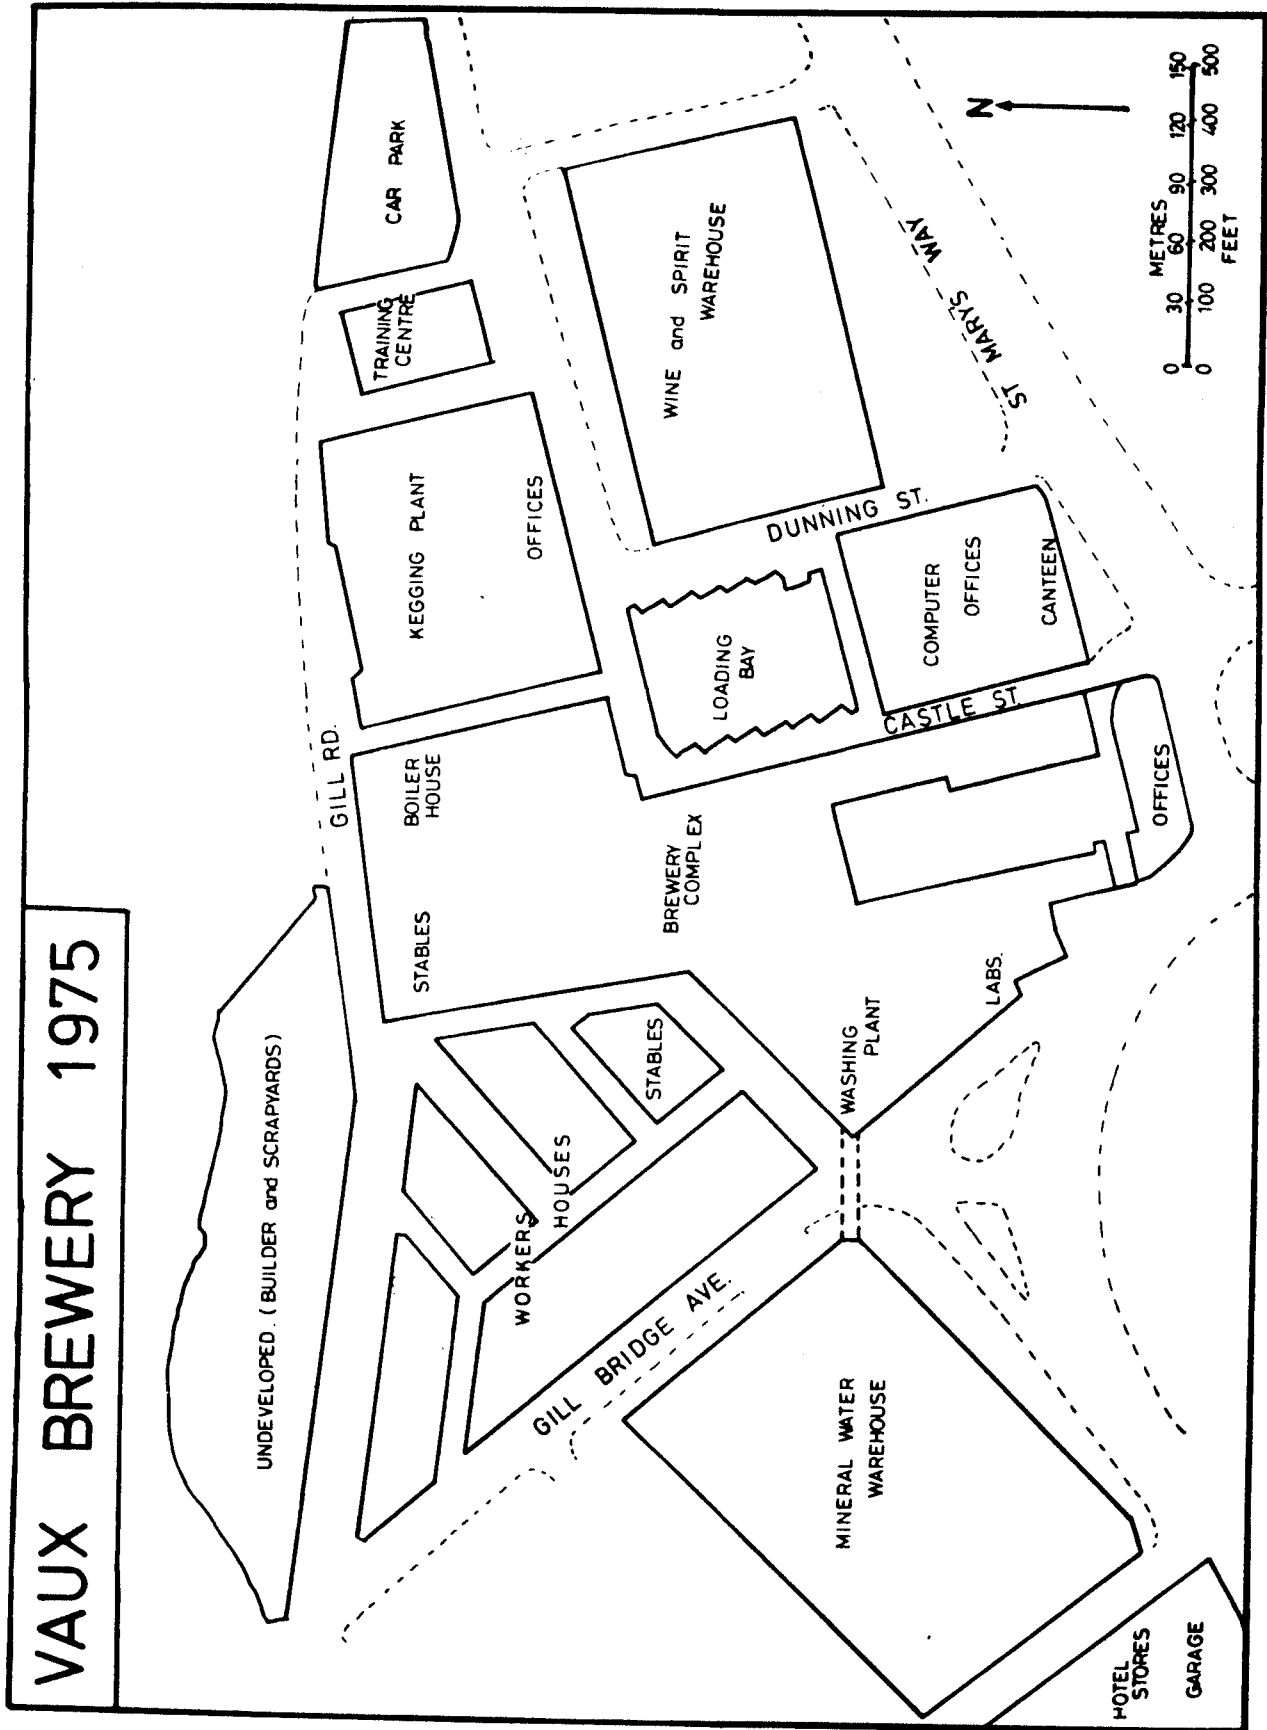 VAUX BREWERY 1975
UNDEVELOPED. (BUILDER and SCRAPYARDS)
GILL RD.
CAR PARK
TRAINING
CENTRE
KEGGING PLANT
OFFICES
BOILER
HOUSE
STABLES
WORKERS
HOUSES
STABLES
BREWERY
COMPLEX
LOADING
BAY
WINE and SPIRIT
WAREHOUSE
DUNNING ST.
COMPUTER
OFFICES
CANTEEN
CASTLE ST.
ST MARY'S WAY
GILL BRIDGE AVE.
WASHING
PLANT
LABS.
OFFICES
MINERAL WATER
WAREHOUSE
HOTEL
STORES
GARAGE
N
METRES
0 30 60 90 120 150
0 100 200 300 400 500
FEET